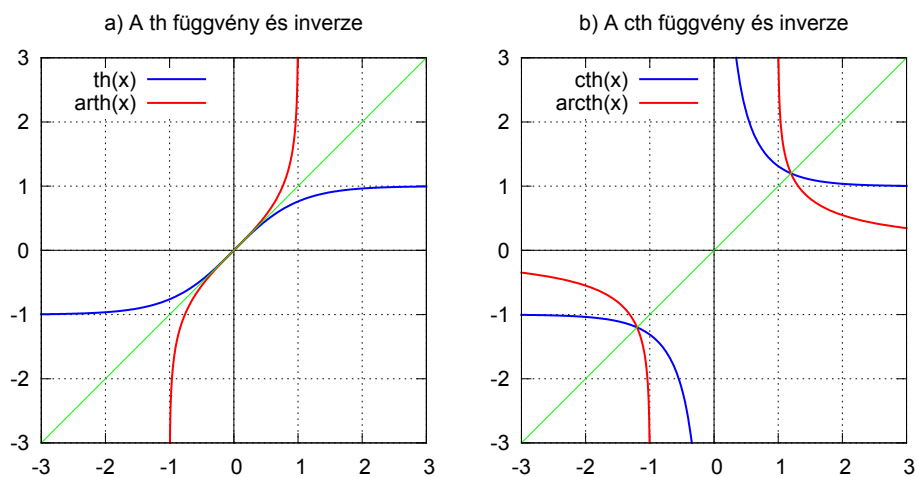 a) A th függvény és inverze
th(x)
arth(x)
3
2
1
0
-1
-2
-3
-3 -2 -1 0 1 2 3
b) A cth függvény és inverze
cth(x)
arcth(x)
3
2
1
0
-1
-2
-3
-3 -2 -1 0 1 2 3